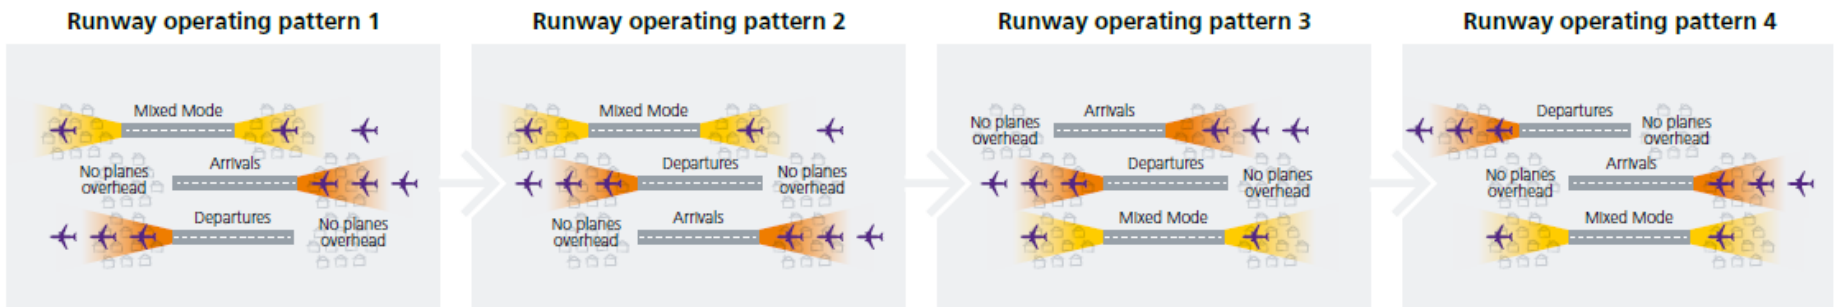 Runway operating pattern 1
Mixed Mode
Arrivals
No planes
overhead
Departures
No planes
overhead
Runway operating pattern 2
Mixed Mode
Departures
No planes
overhead
Arrivals
No planes
overhead
Runway operating pattern 3
Arrivals
No planes
overhead
Departures
No planes
overhead
Mixed Mode
Runway operating pattern 4
Departures
No planes
overhead
Arrivals
No planes
overhead
Mixed Mode